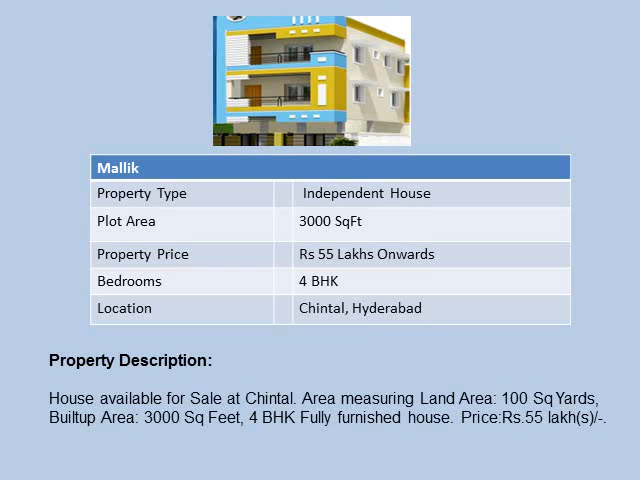 Mallik
Property Type Independent House
Plot Area 3000 SqFt
Property Price Rs 55 Lakhs Onwards
Bedrooms 4 BHK
Location Chintal, Hyderabad
Property Description:
House available for Sale at Chintal. Area measuring Land Area: 100 Sq Yards,
Builtup Area: 3000 Sq Feet, 4 BHK Fully furnished house. Price:Rs.55 lakh(s)/-.